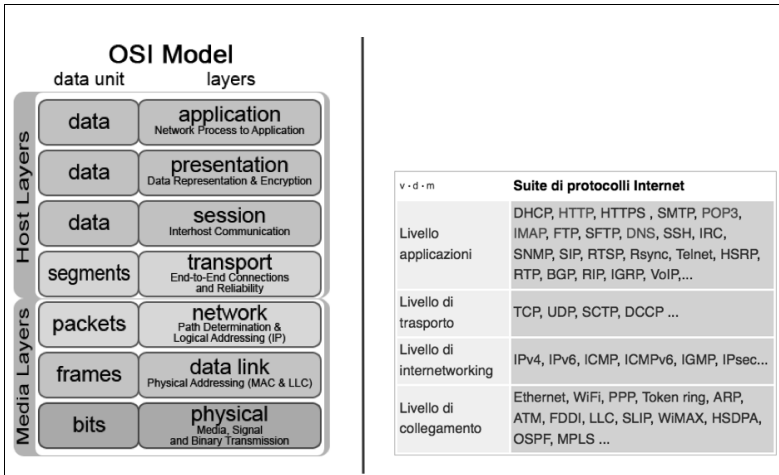 OSI Model
data unit layers
Host Layers
data application
Network Process to Application
data presentation
Data Representation & Encryption
data session
Interhost Communication
segments transport
End-to-End Connections
and Reliability
Media Layers
packets network
Path Determination &
Logical Addressing (IP)
frames data link
Physical Addressing (MAC & LLC)
bits physical
Media, Signal
and Binary Transmission
v · d · m Suite di protocolli Internet
Livello
applicazioni
DHCP, HTTP, HTTPS , SMTP, POP3,
IMAP, FTP, SFTP, DNS, SSH, IRC,
SNMP, SIP, RTSP, Rsync, Telnet, HSRP,
RTP, BGP, RIP, IGRP, VoIP,...
Livello di
trasporto
TCP, UDP, SCTP, DCCP ...
Livello di
internetworking
IPv4, IPv6, ICMP, ICMPv6, IGMP, IPsec...
Livello di
collegamento
Ethernet, WiFi, PPP, Token ring, ARP,
ATM, FDDI, LLC, SLIP, WiMAX, HSDPA,
OSPF, MPLS ...